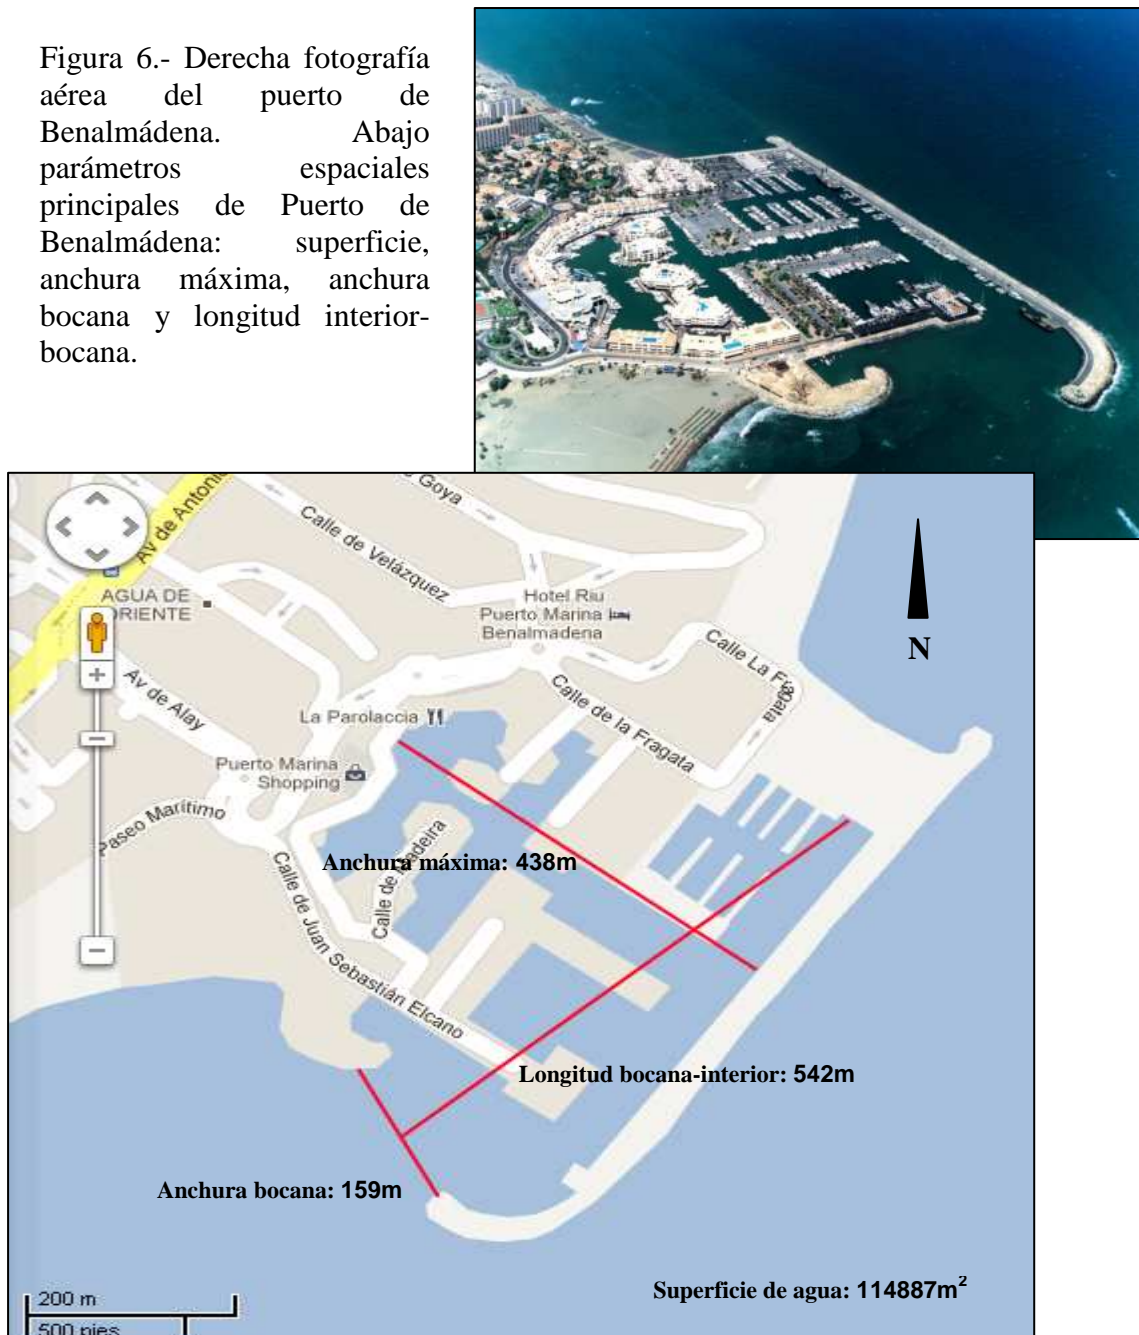 Figura 6.- Derecha fotografía
aérea del puerto de
Benalmádena. Abajo
parámetros espaciales
principales de Puerto de
Benalmádena: superficie,
anchura máxima, anchura
bocana y longitud interior-
bocana.
Goya
Av de Antonio
Calle de Velázquez
AGUA DE
ORIENTE
Hotel Riu
Puerto Marina
Benalmadena
N
Calle La Fragata
Av de Alay
Calle de la Fragata
La Parolaccia
Puerto Marina
Shopping
Paseo Marítimo
Anchura máxima: 438m
Calle de Madeira
Calle de Juan Sebastián Elcano
Longitud bocana-interior: 542m
Anchura bocana: 159m
Superficie de agua: 114887m²
200 m
500 pies